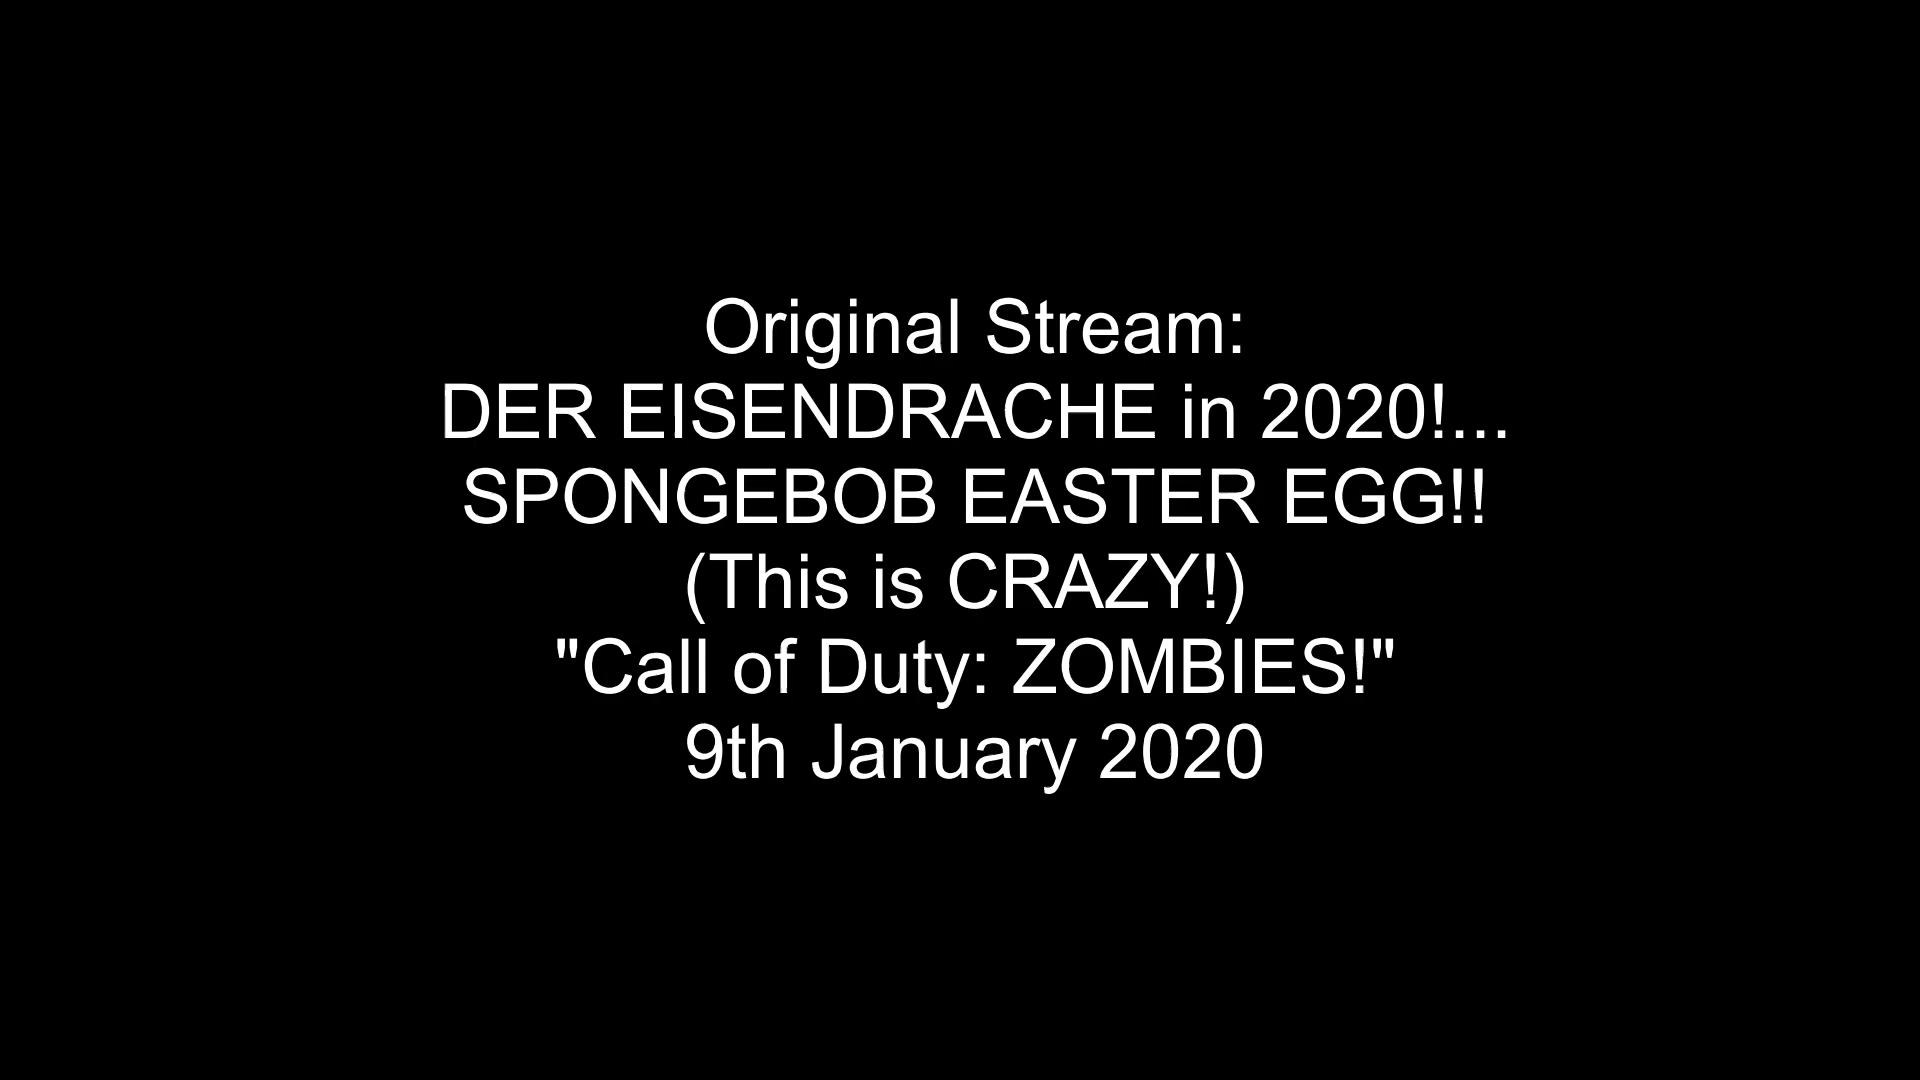 Original Stream:
DER EISENDRACHE in 2020!...
SPONGEBOB EASTER EGG!!
(This is CRAZY!)
"Call of Duty: ZOMBIES!"
9th January 2020